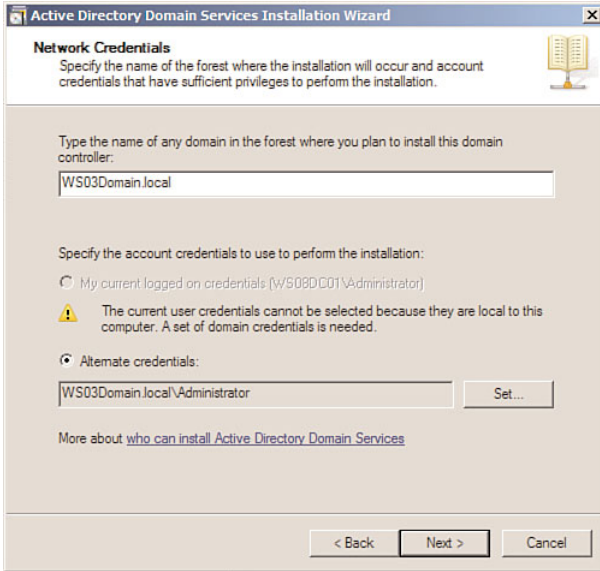 Active Directory Domain Services Installation Wizard
Network Credentials
Specify the name of the forest where the installation will occur and account
credentials that have sufficient privileges to perform the installation.
Type the name of any domain in the forest where you plan to install this domain
controller:
WS03Domain.local
Specify the account credentials to use to perform the installation:
My current logged on credentials (WS08DC01\Administrator)
The current user credentials cannot be selected because they are local to this
computer. A set of domain credentials is needed.
Alternate credentials:
WS03Domain.local\Administrator
Set...
More about who can install Active Directory Domain Services
< Back
Next >
Cancel